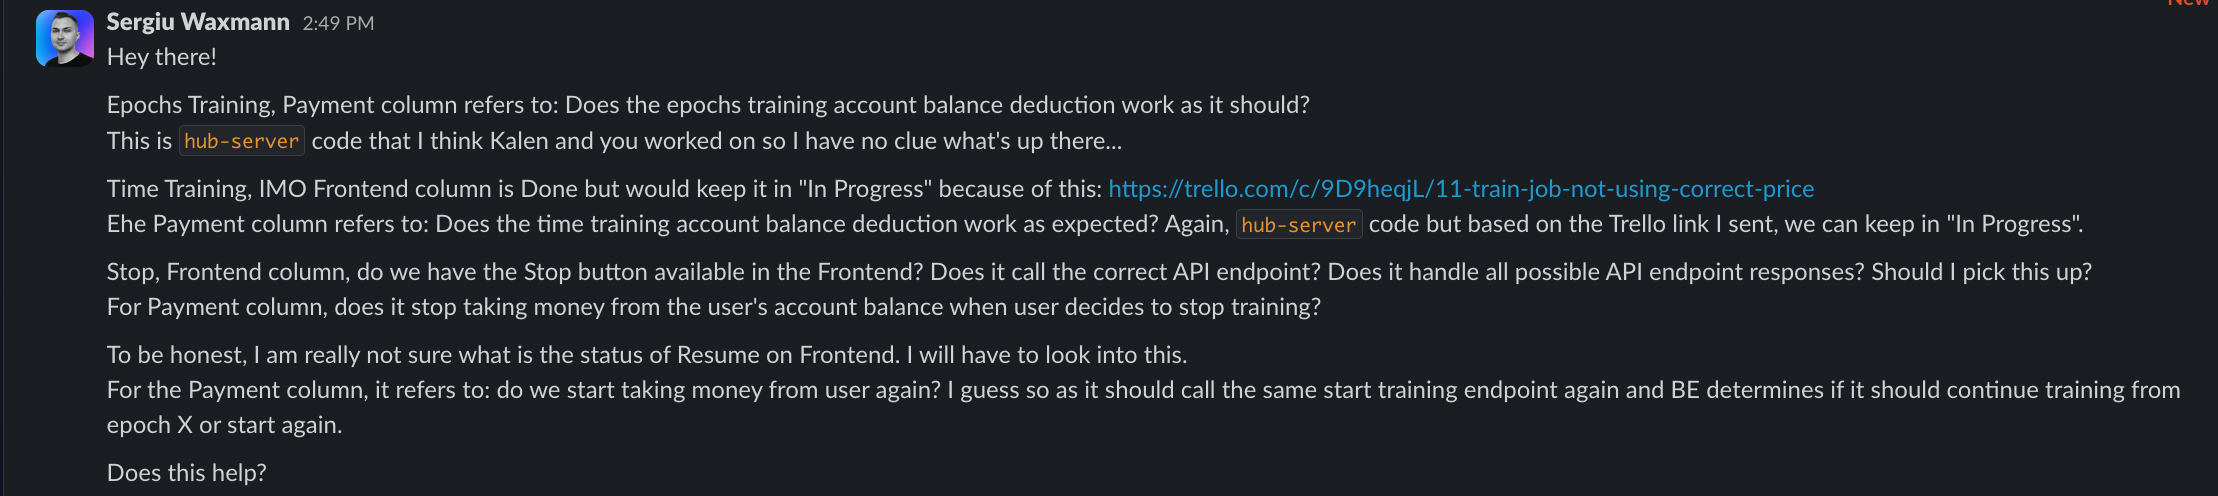 New
Sergiu Waxmann 2:49 PM
Hey there!
Epochs Training, Payment column refers to: Does the epochs training account balance deduction work as it should?
This is hub-server code that I think Kalen and you worked on so I have no clue what's up there...
Time Training, IMO Frontend column is Done but would keep it in "In Progress" because of this: https://trello.com/c/9D9heqjL/11-train-job-not-using-correct-price
Ehe Payment column refers to: Does the time training account balance deduction work as expected? Again, hub-server code but based on the Trello link I sent, we can keep in "In Progress".
Stop, Frontend column, do we have the Stop button available in the Frontend? Does it call the correct API endpoint? Does it handle all possible API endpoint responses? Should I pick this up?
For Payment column, does it stop taking money from the user's account balance when user decides to stop training?
To be honest, I am really not sure what is the status of Resume on Frontend. I will have to look into this.
For the Payment column, it refers to: do we start taking money from user again? I guess so as it should call the same start training endpoint again and BE determines if it should continue training from
epoch X or start again.
Does this help?